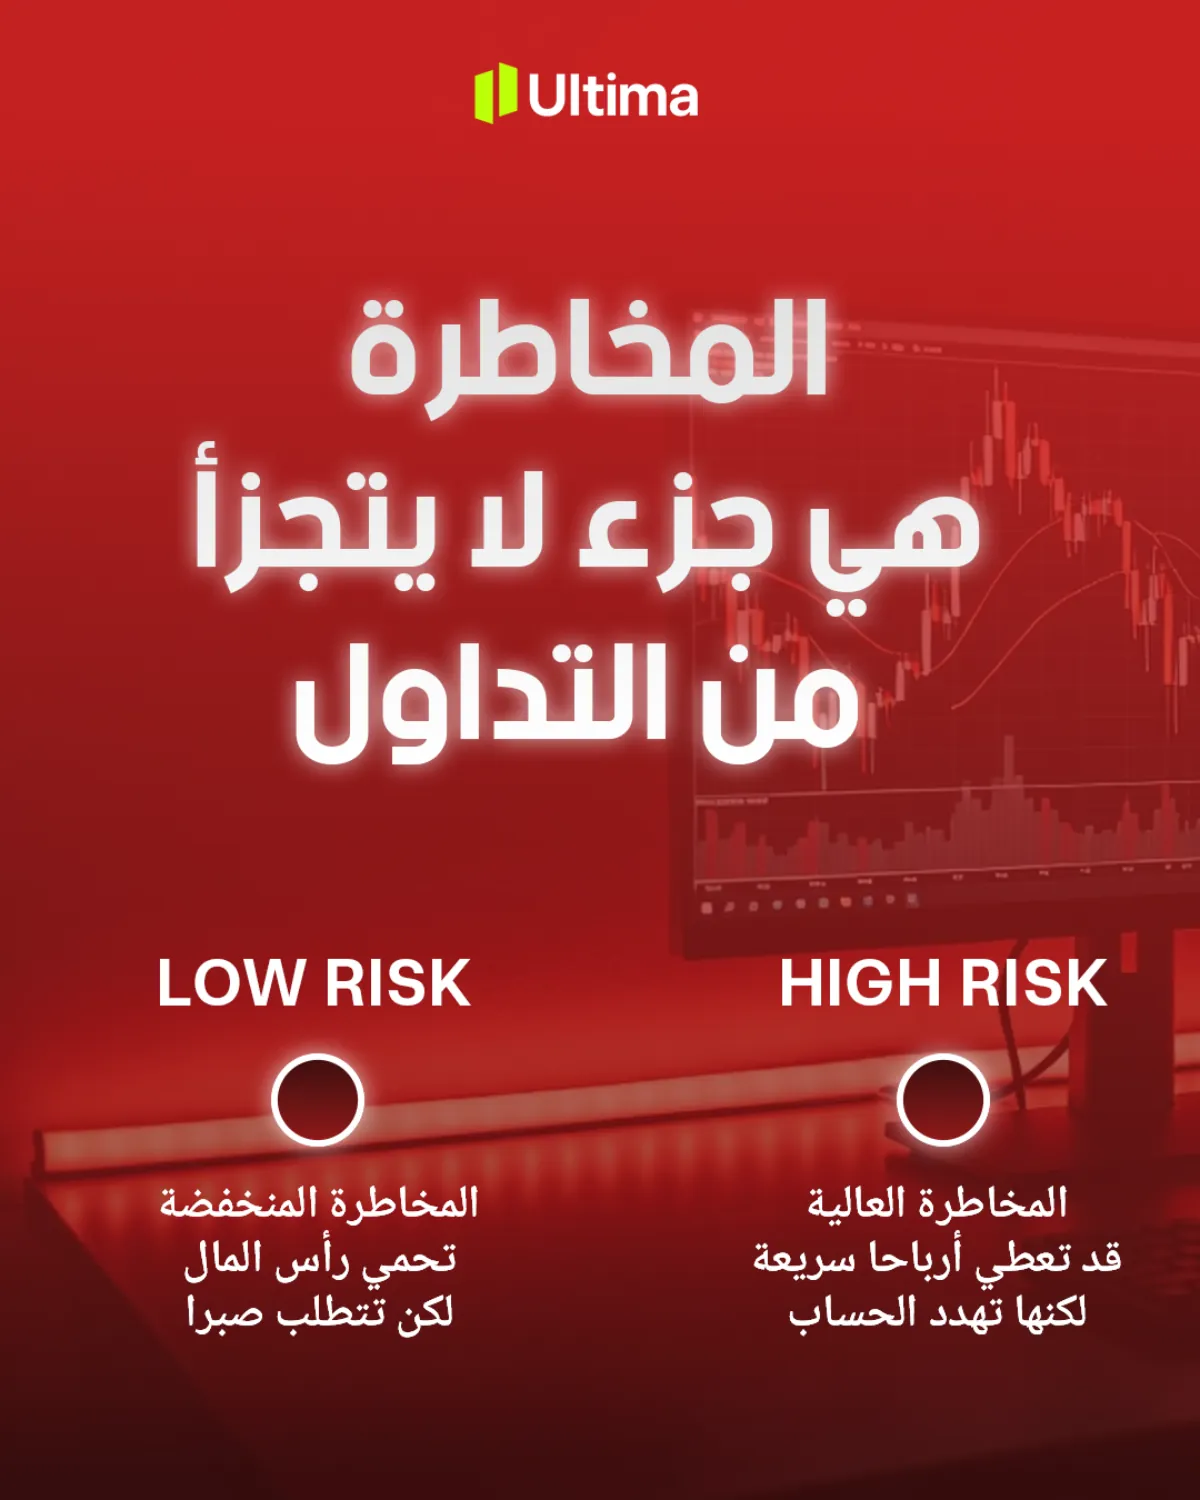 Ultima
المخاطرة
هي جزء لا يتجزأ
من التداول
HIGH RISK
المخاطرة العالية
قد تعطي أرباحا سريعة
لكنها تهدد الحساب
LOW RISK
المخاطرة المنخفضة
تحمي رأس المال
لكن تتطلب صبرا